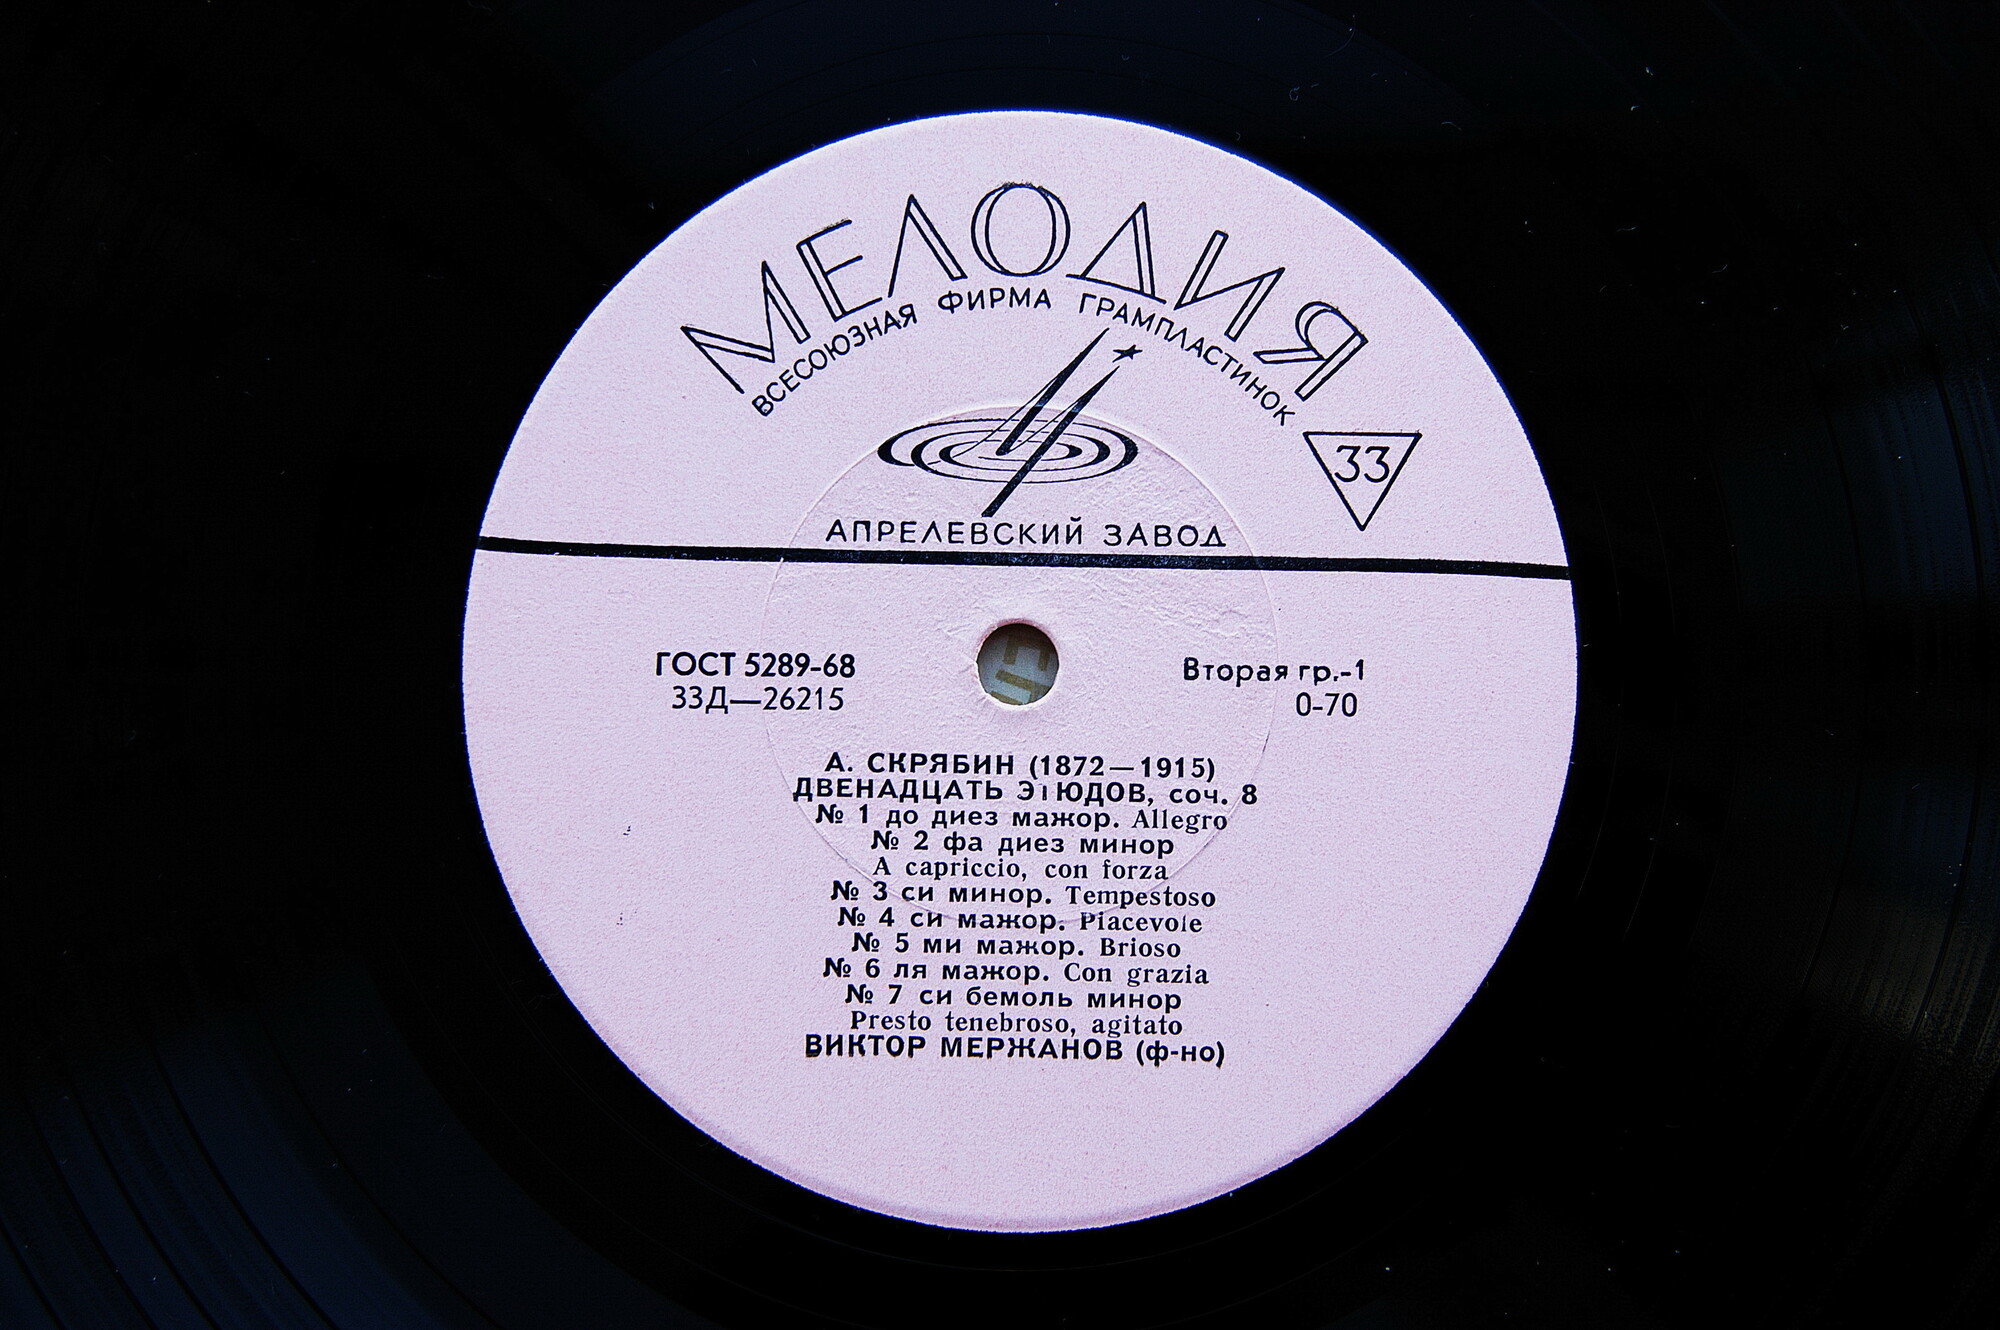 МЕЛОДИЯ
ВСЕСОЮЗНАЯ ФИРМА ГРАМПЛАСТИНОК
33
АПРЕЛЕВСКИЙ ЗАВОД
ГОСТ 5289-68
33Д—26215
Вторая гр.-1
0-70
А. СКРЯБИН (1872—1915)
ДВЕНАДЦАТЬ ЭТЮДОВ, соч. 8
№ 1 до диез мажор. Allegro
№ 2 фа диез минор
A capriccio, con forza
№ 3 си минор. Tempestoso
№ 4 си мажор. Piacevole
№ 5 ми мажор. Brioso
№ 6 ля мажор. Con grazia
№ 7 си бемоль минор
Presto tenebroso, agitato
ВИКТОР МЕРЖАНОВ (ф-но)